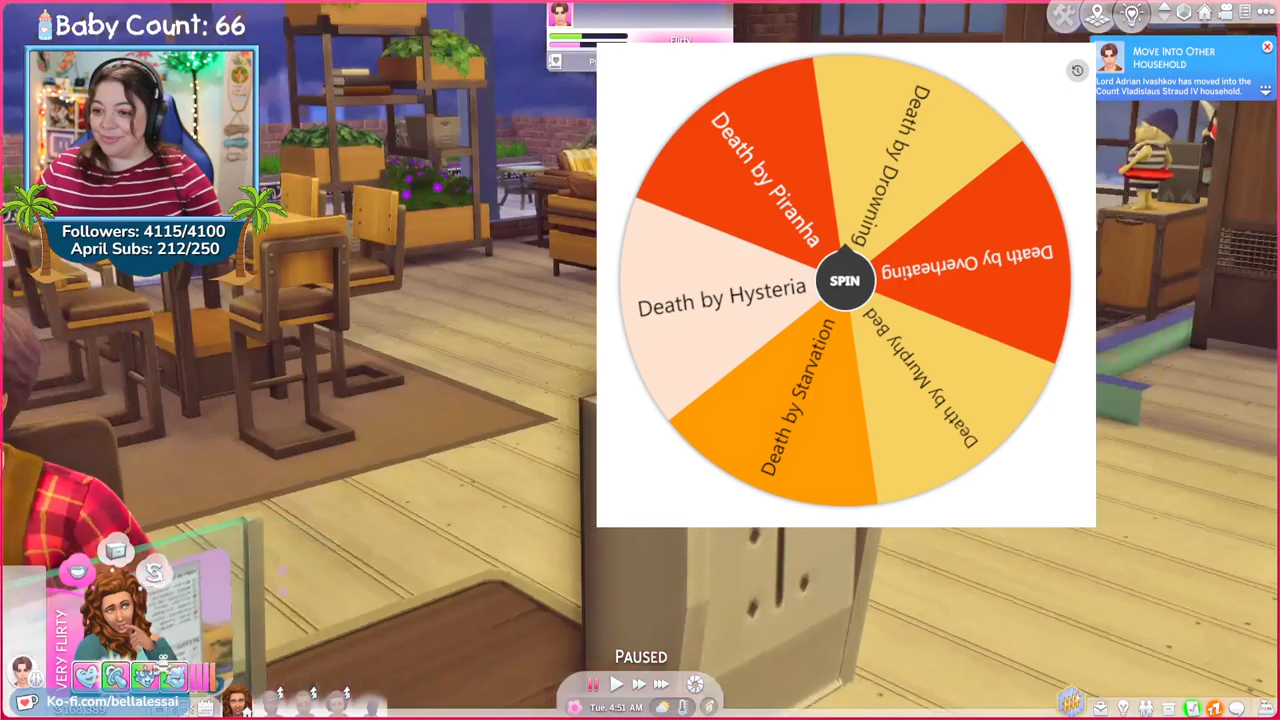 Baby Count: 66
Followers: 4115/4100
April Subs: 212/250
Flirty
MOVE INTO OTHER
HOUSEHOLD
Lord Adrian Ivashkov has moved into the
Count Vladislaus Straud IV household.
Death by Piranha
Death by Drowning
Death by Overheating
Death by Murphy Bed
Death by Starvation
Death by Hysteria
SPIN
VERY FLIRTY
Ko-fi.com/bellalessai
PAUSED
Tue. 4:51 AM